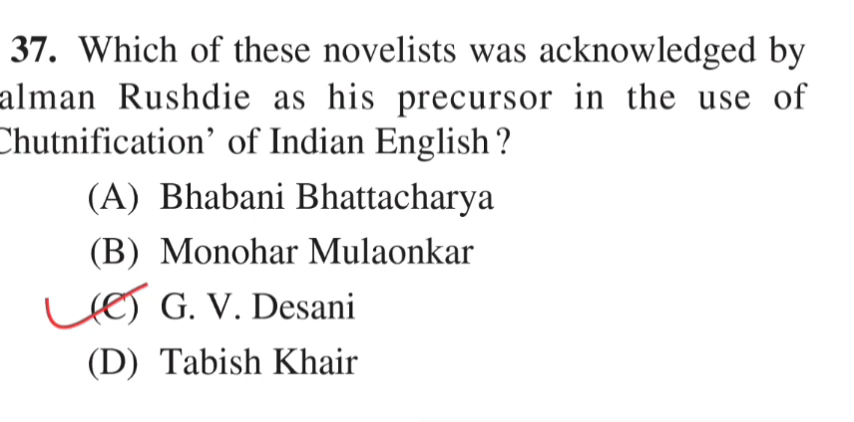 37. Which of these novelists was acknowledged by
alman Rushdie as his precursor in the use of
Chutnification’ of Indian English ?
(A) Bhabani Bhattacharya
(B) Monohar Mulaonkar
(C) G. V. Desani
(D) Tabish Khair